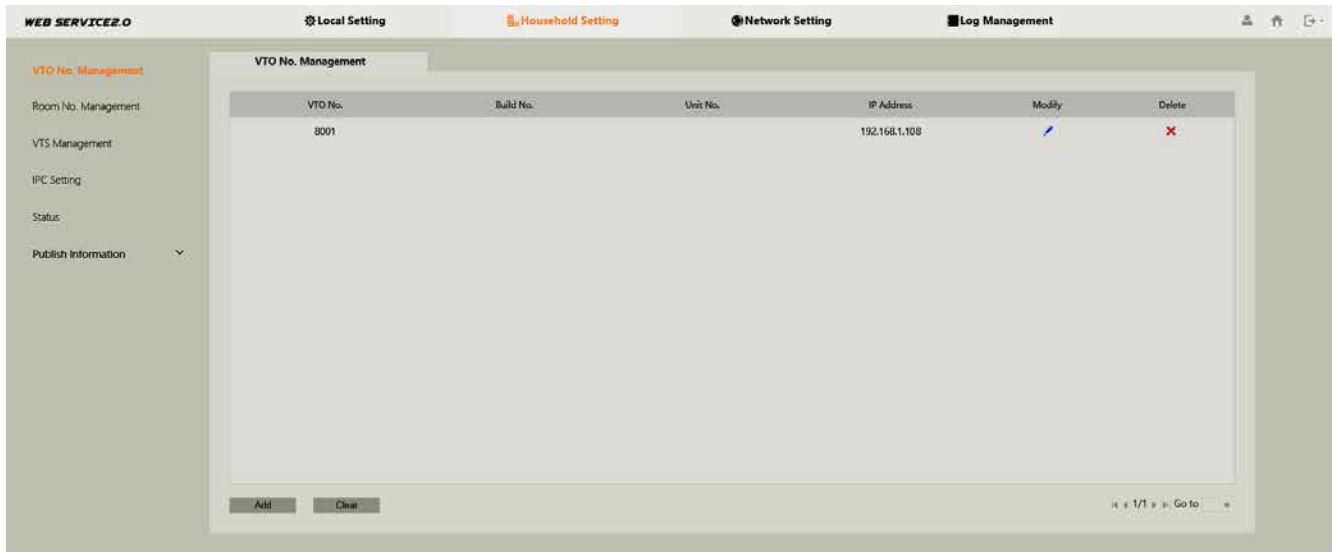 WEB SERVICE2.0 Local Setting Household Setting Network Setting Log Management
VTO No. Management
VTO No. Management
Room No. Management
VTS Management
IPC Setting
Status
Publish Information
VTO No. Build No. Unit No. IP Address Modify Delete
8001 192.168.1.108
Add Clear 1/1 Go to